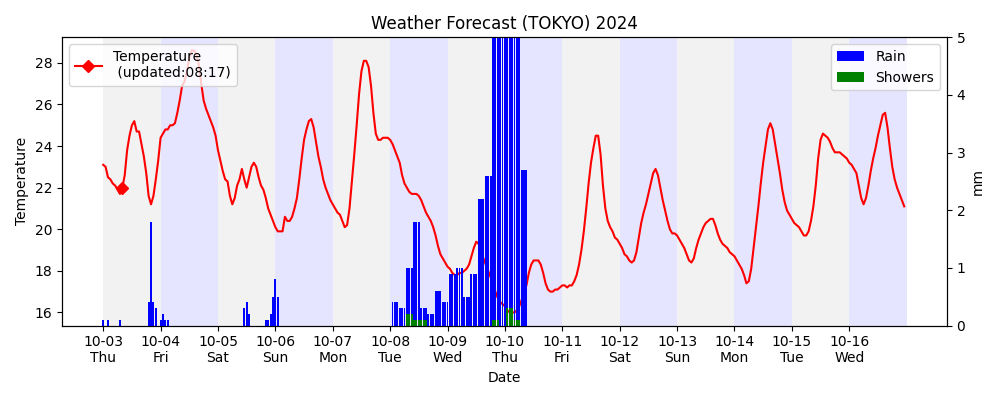 Weather Forecast (TOKYO) 2024
Temperature
(updated:08:17)
Rain
Showers
28
26
24
22
20
18
16
Temperature
5
4
3
2
1
0
mm
10-03 10-04 10-05 10-06 10-07 10-08 10-09 10-10 10-11 10-12 10-13 10-14 10-15 10-16
Thu Fri Sat Sun Mon Tue Wed Thu Fri Sat Sun Mon Tue Wed
Date